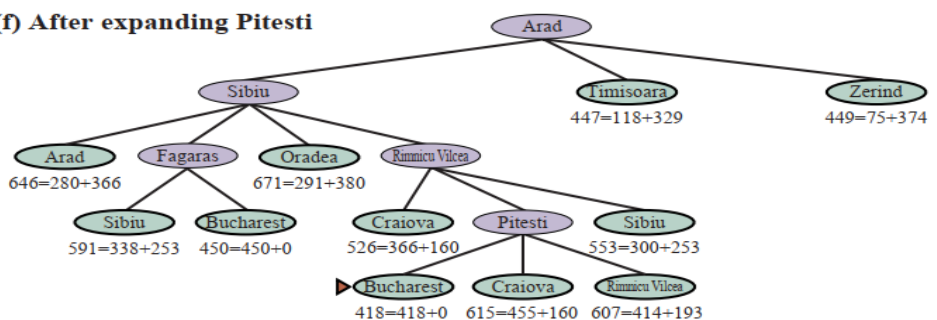 (f) After expanding Pitesti
Arad
Sibiu
Timisoara
Zerind
447=118+329
449=75+374
Arad
Fagaras
Oradea
Rimnicu Vilcea
646=280+366
671=291+380
Sibiu
Bucharest
Craiova
Pitesti
Sibiu
591=338+253
450=450+0
526=366+160
553=300+253
Bucharest
Craiova
Rimnicu Vilcea
418=418+0
615=455+160
607=414+193